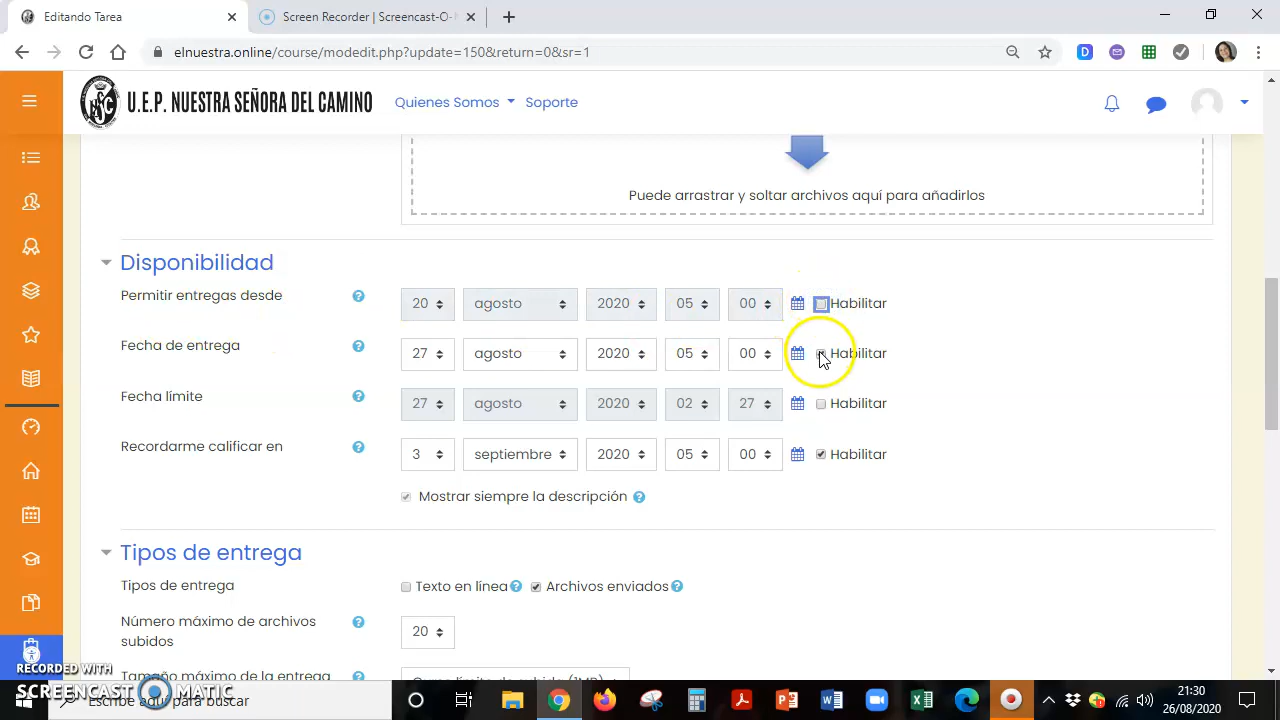 Editando Tarea
Screen Recorder | Screencast-O-
elnuestra.online/course/modedit.php?update=150&return=0&sr=1
U.E.P. NUESTRA SEÑORA DEL CAMINO
Quienes Somos
Soporte
Puede arrastrar y soltar archivos aquí para añadirlos
Disponibilidad
Permitir entregas desde ? 20 agosto 2020 05 00 Habilitar
Fecha de entrega ? 27 agosto 2020 05 00 Habilitar
Fecha límite ? 27 agosto 2020 02 27 Habilitar
Recordarme calificar en ? 3 septiembre 2020 05 00 Habilitar
Mostrar siempre la descripción ?
Tipos de entrega
Tipos de entrega Texto en línea ? Archivos enviados ?
Número máximo de archivos subidos ? 20
Tamaño máximo de la entrega ?
RECORDED WITH
SCREENCAST MATIC
Escribe aquí para buscar
21:30
26/08/2020